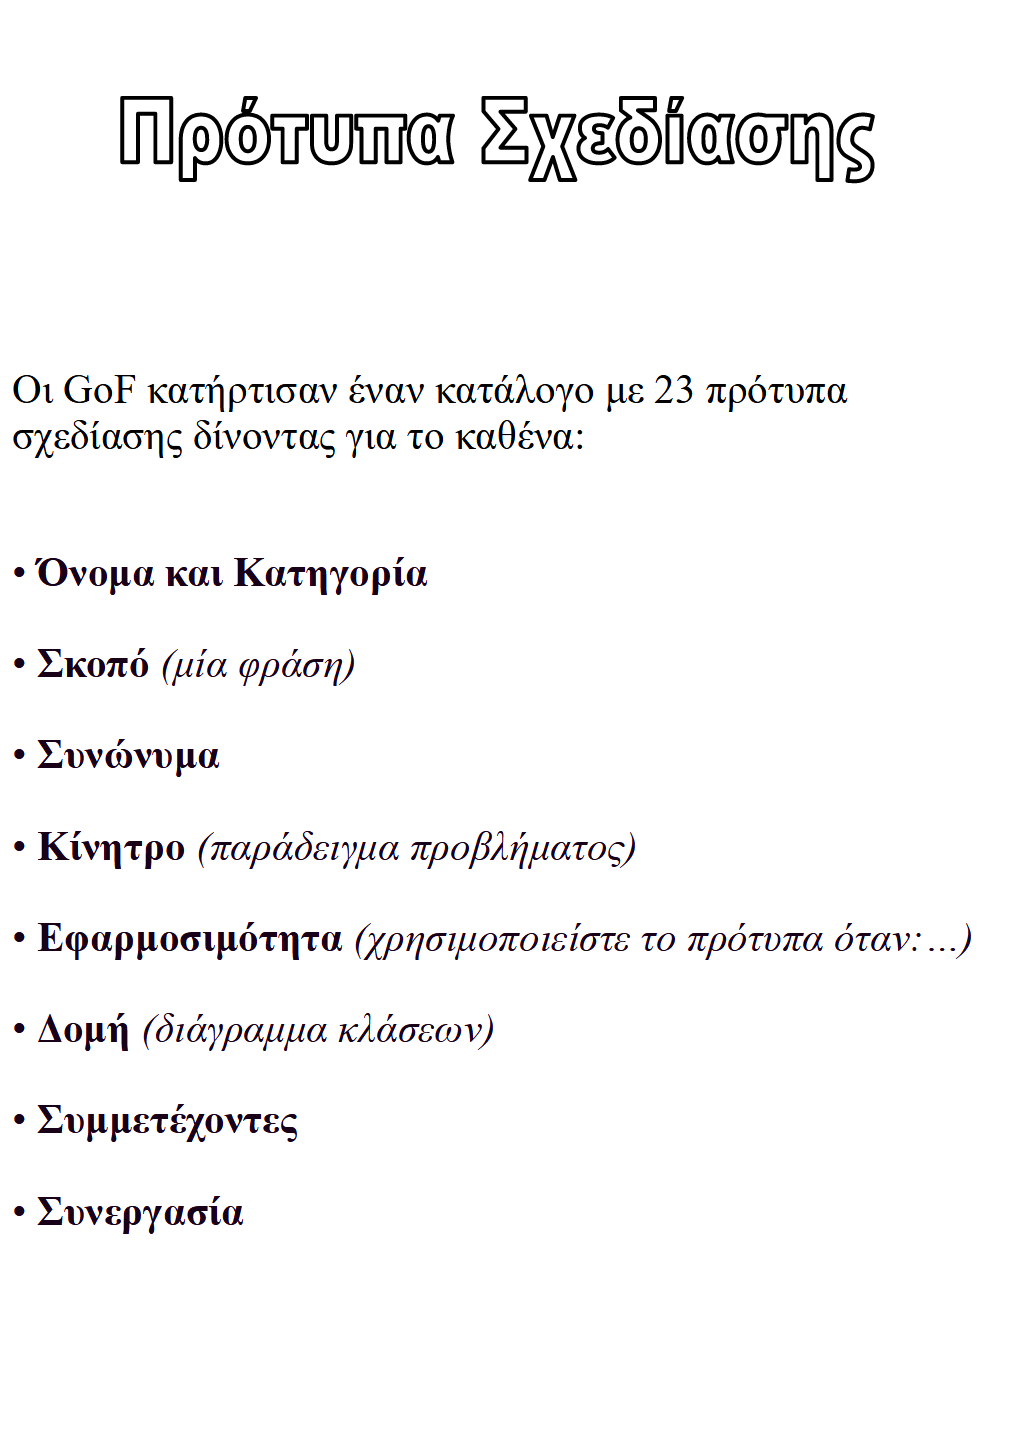 Πρότυπα Σχεδίασης
Οι GoF κατήρτισαν έναν κατάλογο με 23 πρότυπα
σχεδίασης δίνοντας για το καθένα:
• Όνομα και Κατηγορία
• Σκοπό (μία φράση)
• Συνώνυμα
• Κίνητρο (παράδειγμα προβλήματος)
• Εφαρμοσιμότητα (χρησιμοποιείστε το πρότυπα όταν:…)
• Δομή (διάγραμμα κλάσεων)
• Συμμετέχοντες
• Συνεργασία